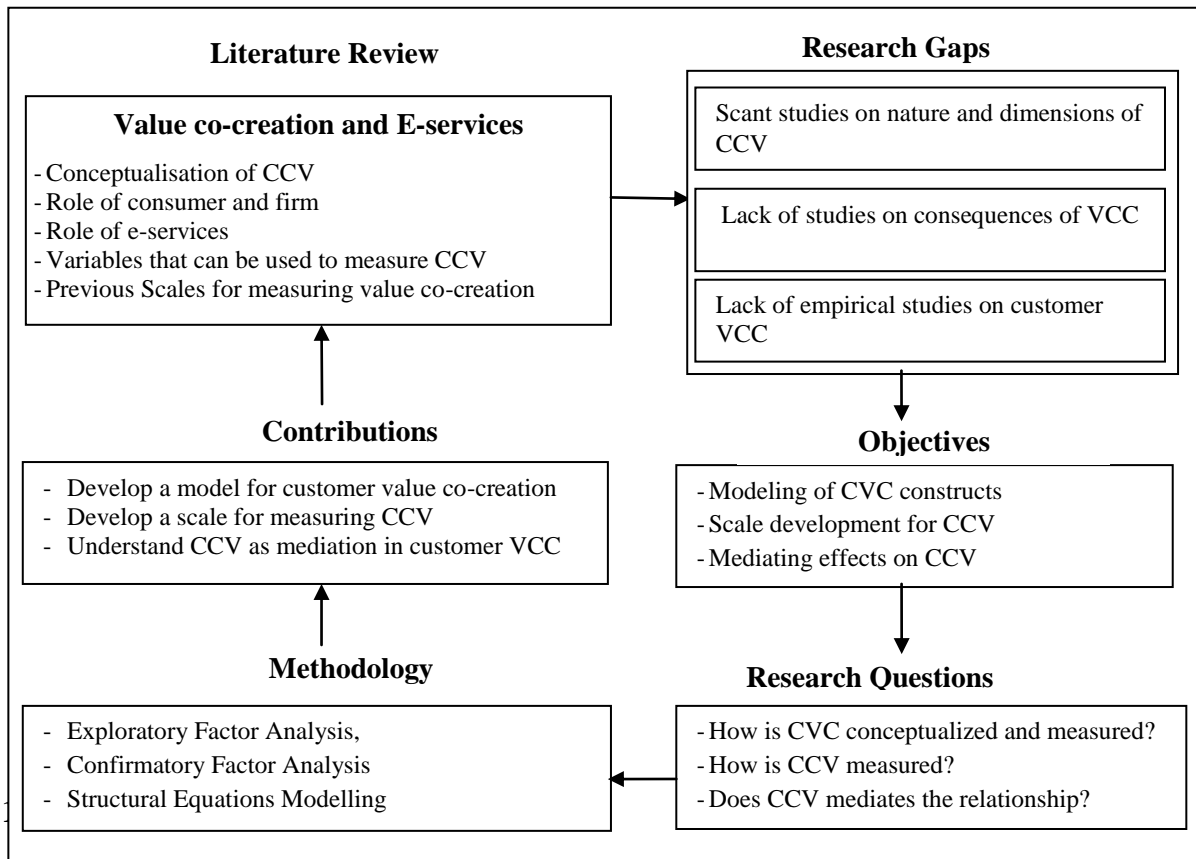 Literature Review
Value co-creation and E-services
- Conceptualisation of CCV
- Role of consumer and firm
- Role of e-services
- Variables that can be used to measure CCV
- Previous Scales for measuring value co-creation
Research Gaps
Scant studies on nature and dimensions of
CCV
Lack of studies on consequences of VCC
Lack of empirical studies on customer
VCC
Objectives
- Modeling of CVC constructs
- Scale development for CCV
- Mediating effects on CCV
Research Questions
- How is CVC conceptualized and measured?
- How is CCV measured?
- Does CCV mediates the relationship?
Methodology
- Exploratory Factor Analysis,
- Confirmatory Factor Analysis
- Structural Equations Modelling
Contributions
- Develop a model for customer value co-creation
- Develop a scale for measuring CCV
- Understand CCV as mediation in customer VCC